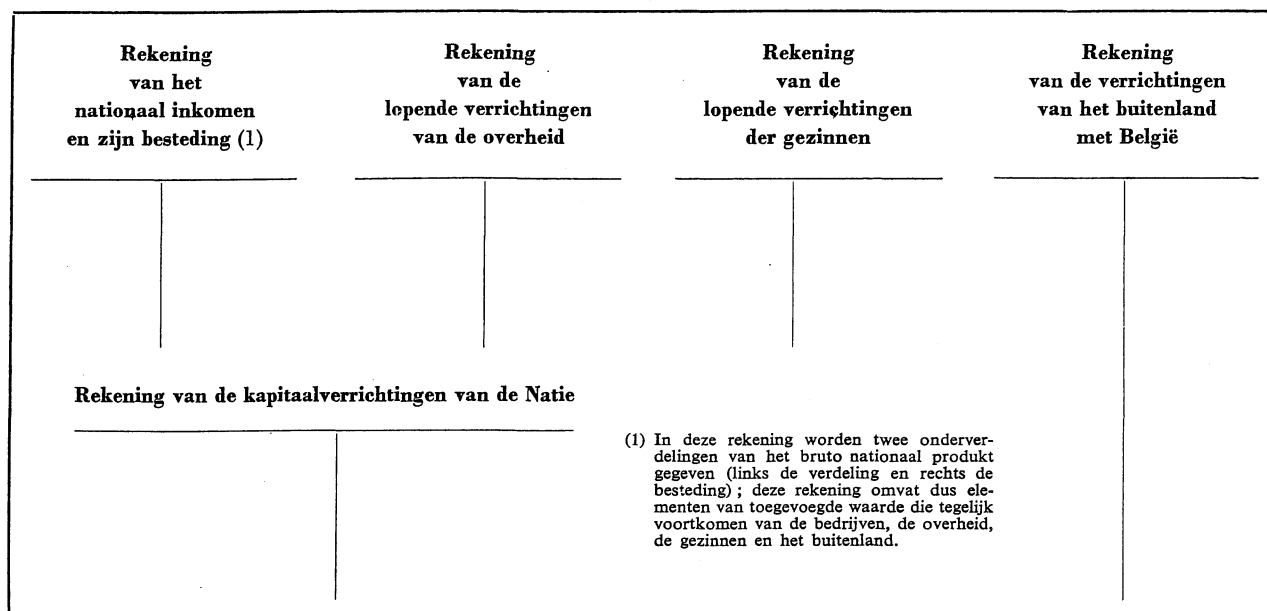 Rekening
van het
nationaal inkomen
en zijn besteding (1)
Rekening
van de
lopende verrichtingen
van de overheid
Rekening
van de
lopende verrichtingen
der gezinnen
Rekening
van de verrichtingen
van het buitenland
met België
Rekening van de kapitaalverrichtingen van de Natie
(1) In deze rekening worden twee onderver-
delingen van het bruto nationaal produkt
gegeven (links de verdeling en rechts de
besteding) ; deze rekening omvat dus ele-
menten van toegevoegde waarde die tegelijk
voortkomen van de bedrijven, de overheid,
de gezinnen en het buitenland.